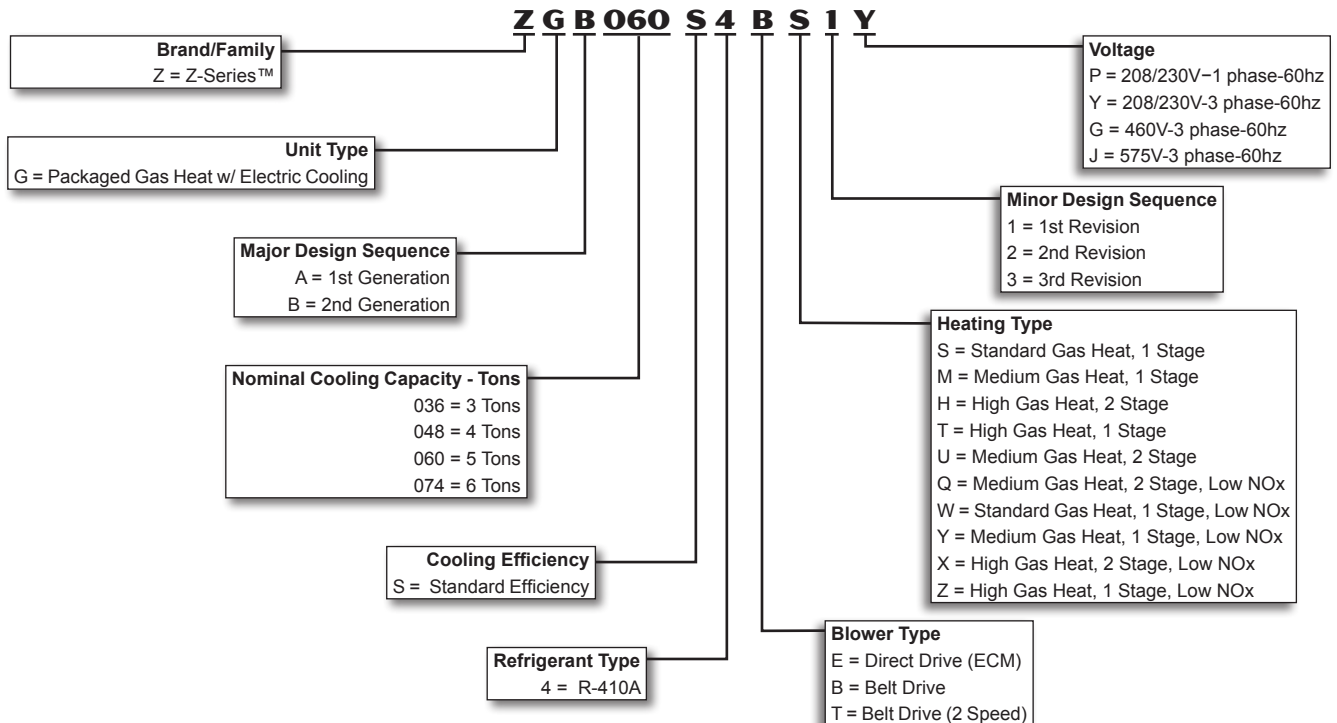 Z G B 060 S 4 B S 1 Y
Brand/Family
Z = Z-Series™
Unit Type
G = Packaged Gas Heat w/ Electric Cooling
Major Design Sequence
A = 1st Generation
B = 2nd Generation
Nominal Cooling Capacity - Tons
036 = 3 Tons
048 = 4 Tons
060 = 5 Tons
074 = 6 Tons
Cooling Efficiency
S = Standard Efficiency
Refrigerant Type
4 = R-410A
Voltage
P = 208/230V−1 phase-60hz
Y = 208/230V-3 phase-60hz
G = 460V-3 phase-60hz
J = 575V-3 phase-60hz
Minor Design Sequence
1 = 1st Revision
2 = 2nd Revision
3 = 3rd Revision
Heating Type
S = Standard Gas Heat, 1 Stage
M = Medium Gas Heat, 1 Stage
H = High Gas Heat, 2 Stage
T = High Gas Heat, 1 Stage
U = Medium Gas Heat, 2 Stage
Q = Medium Gas Heat, 2 Stage, Low NOx
W = Standard Gas Heat, 1 Stage, Low NOx
Y = Medium Gas Heat, 1 Stage, Low NOx
X = High Gas Heat, 2 Stage, Low NOx
Z = High Gas Heat, 1 Stage, Low NOx
Blower Type
E = Direct Drive (ECM)
B = Belt Drive
T = Belt Drive (2 Speed)